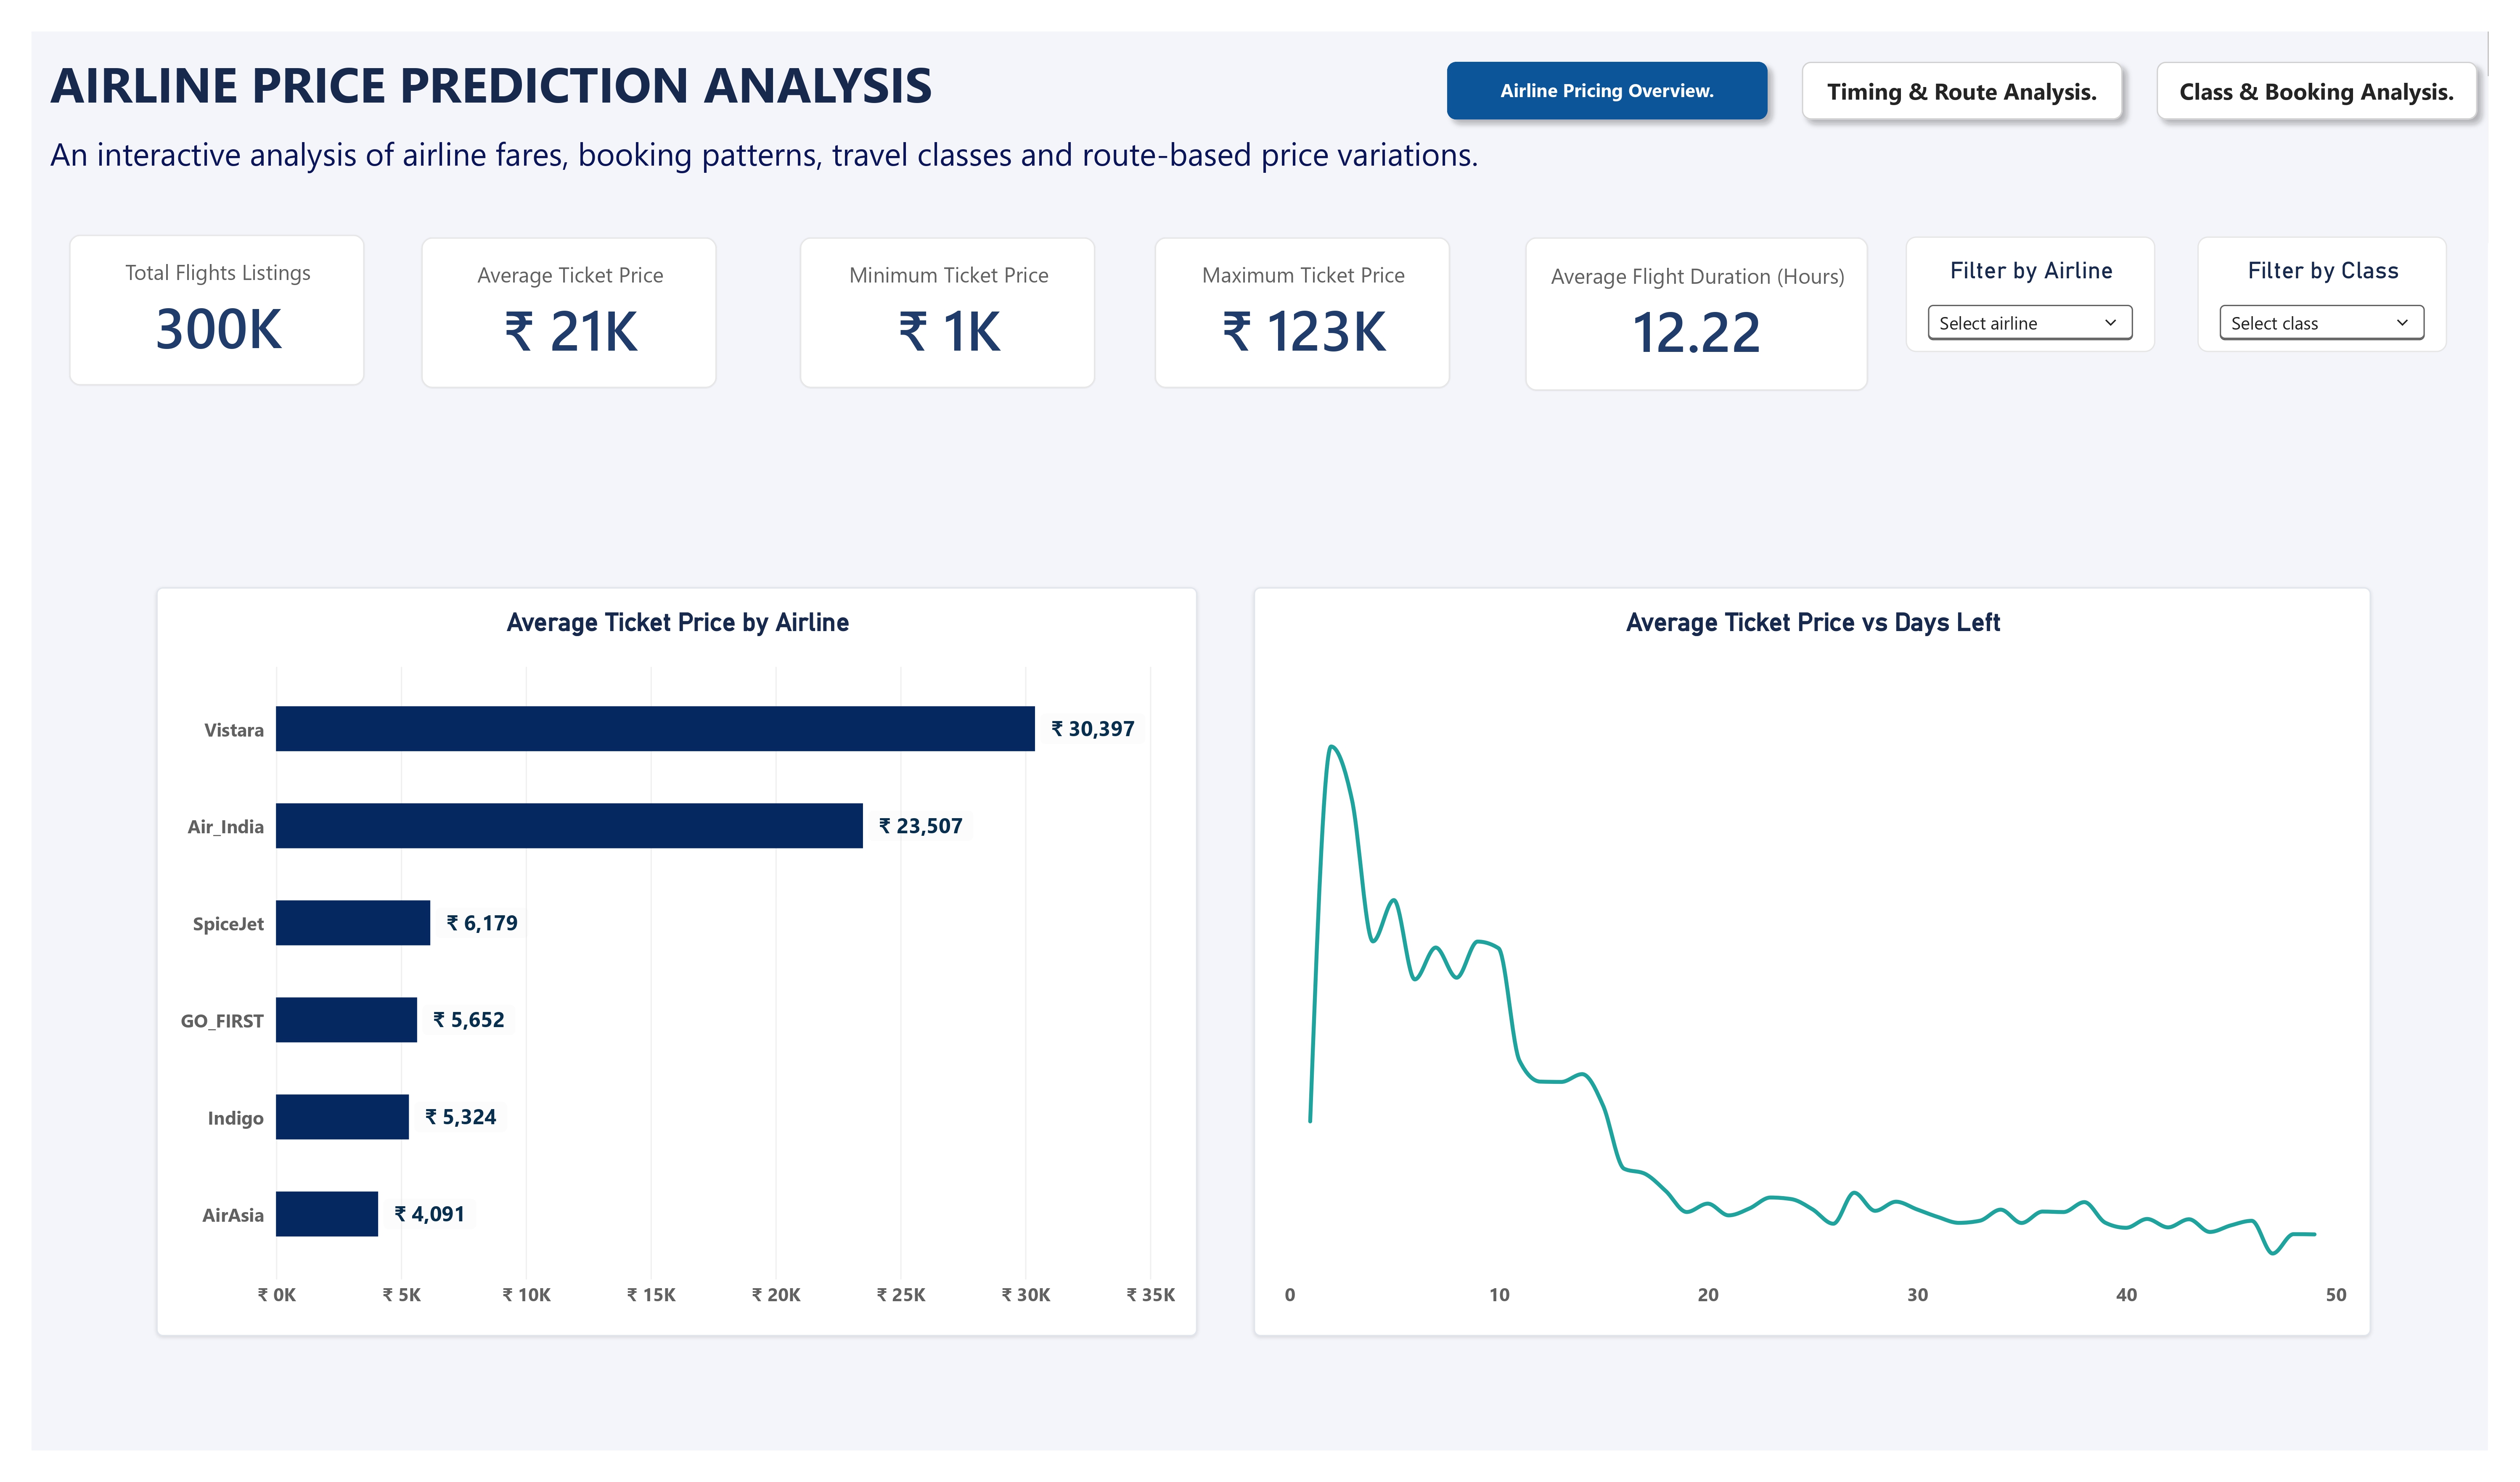 AIRLINE PRICE PREDICTION ANALYSIS
Airline Pricing Overview.
Timing & Route Analysis.
Class & Booking Analysis.
An interactive analysis of airline fares, booking patterns, travel classes and route-based price variations.
Total Flights Listings
300K
Average Ticket Price
₹ 21K
Minimum Ticket Price
₹ 1K
Maximum Ticket Price
₹ 123K
Average Flight Duration (Hours)
12.22
Filter by Airline
Select airline
Filter by Class
Select class
Average Ticket Price by Airline
Vistara ₹ 30,397
Air_India ₹ 23,507
SpiceJet ₹ 6,179
GO_FIRST ₹ 5,652
Indigo ₹ 5,324
AirAsia ₹ 4,091
₹ 0K ₹ 5K ₹ 10K ₹ 15K ₹ 20K ₹ 25K ₹ 30K ₹ 35K
Average Ticket Price vs Days Left
0 10 20 30 40 50